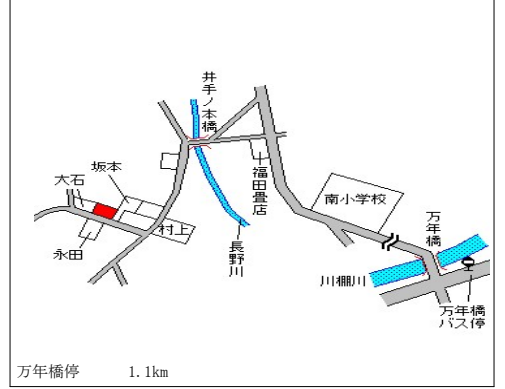 井手ノ本橋
坂本
大石
福田畳店
南小学校
村上
永田
長野川
万年橋
川棚川
万年橋
バス停
万年橋停 1.1km